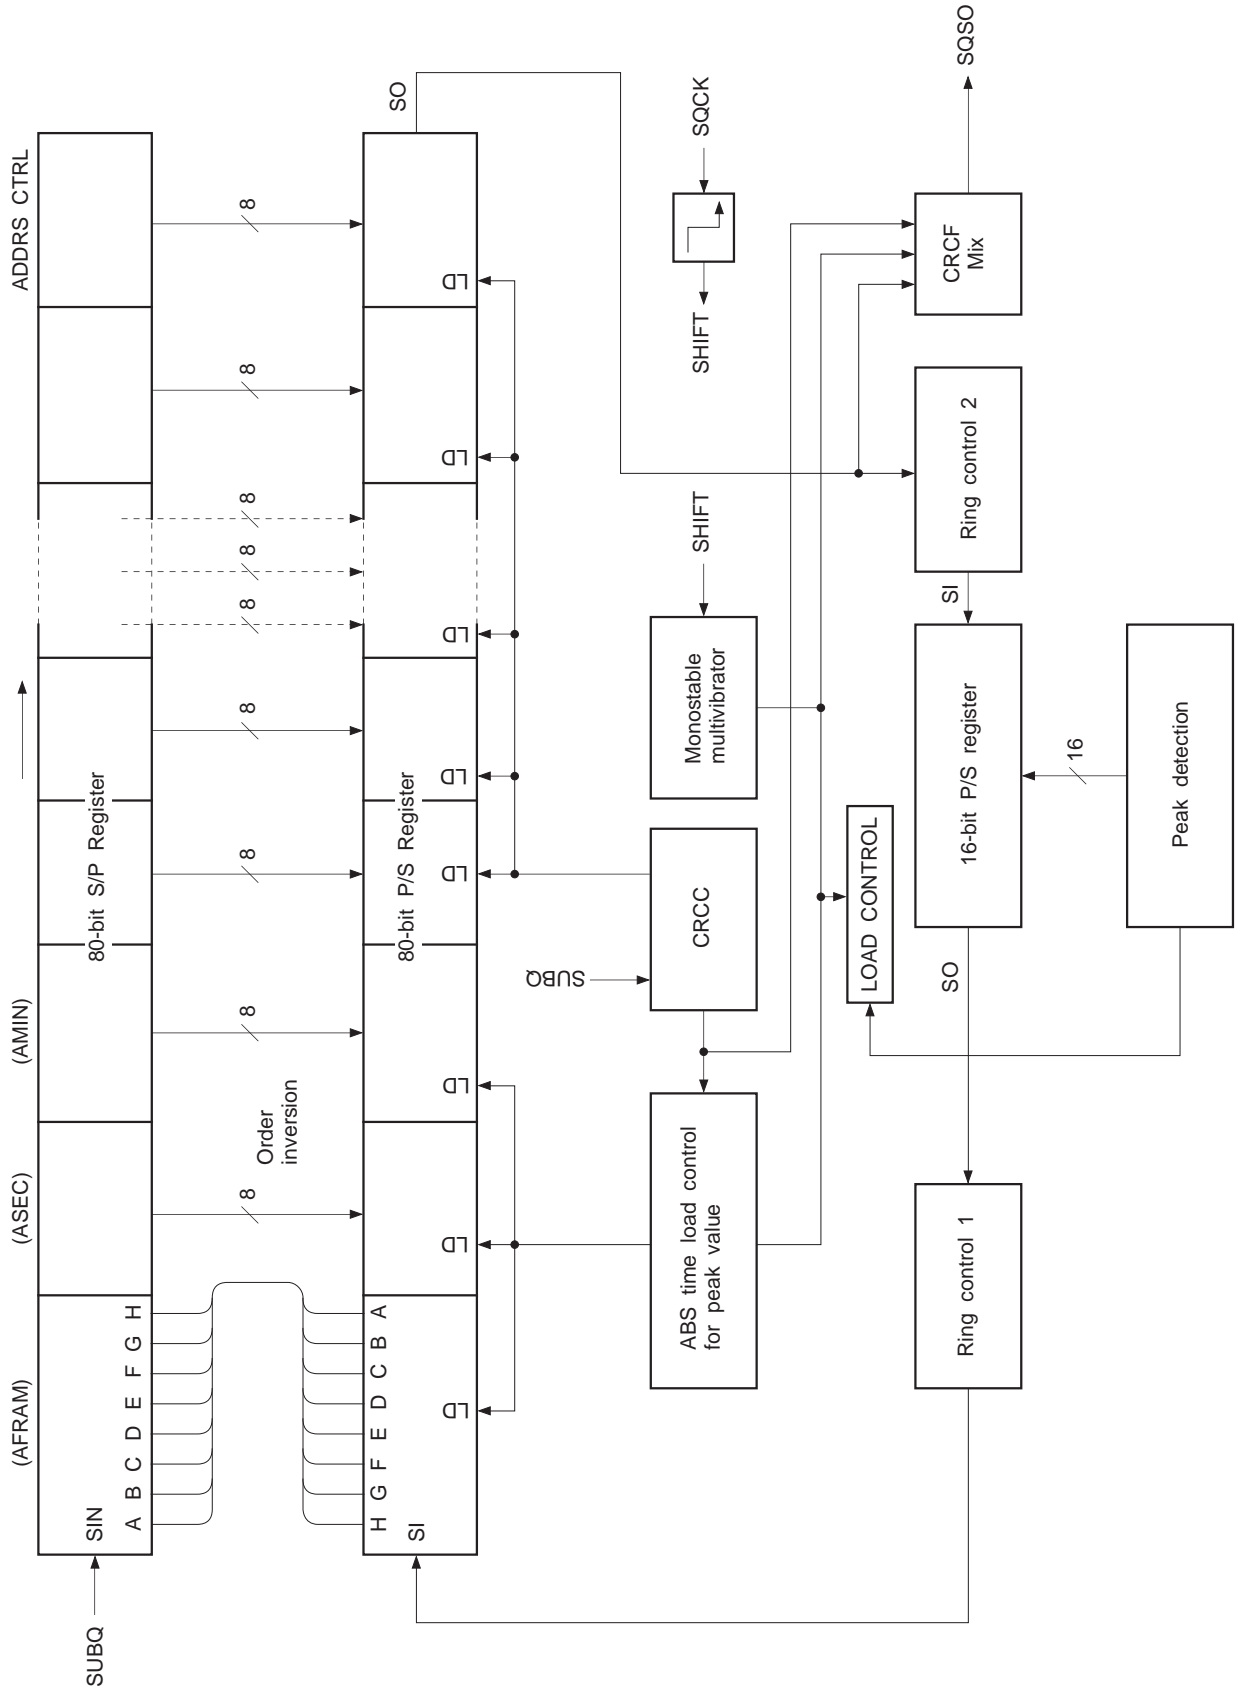 (AFRAM)
(ASEC)
(AMIN)
ADDRS CTRL
SUBQ
SIN
80-bit S/P Register
A B C D E F G H
Order
inversion
8
8
8
8
8
8
8
8
8
H G F E D C B A
SI
80-bit P/S Register
SO
LD
LD
LD
LD
LD
LD
LD
LD
SUBQ
ABS time load control
for peak value
CRCC
Monostable
multivibrator
SHIFT
SHIFT
SQCK
LOAD CONTROL
Ring control 1
SO
16-bit P/S register
SI
Ring control 2
CRCF
Mix
SQSO
16
Peak detection